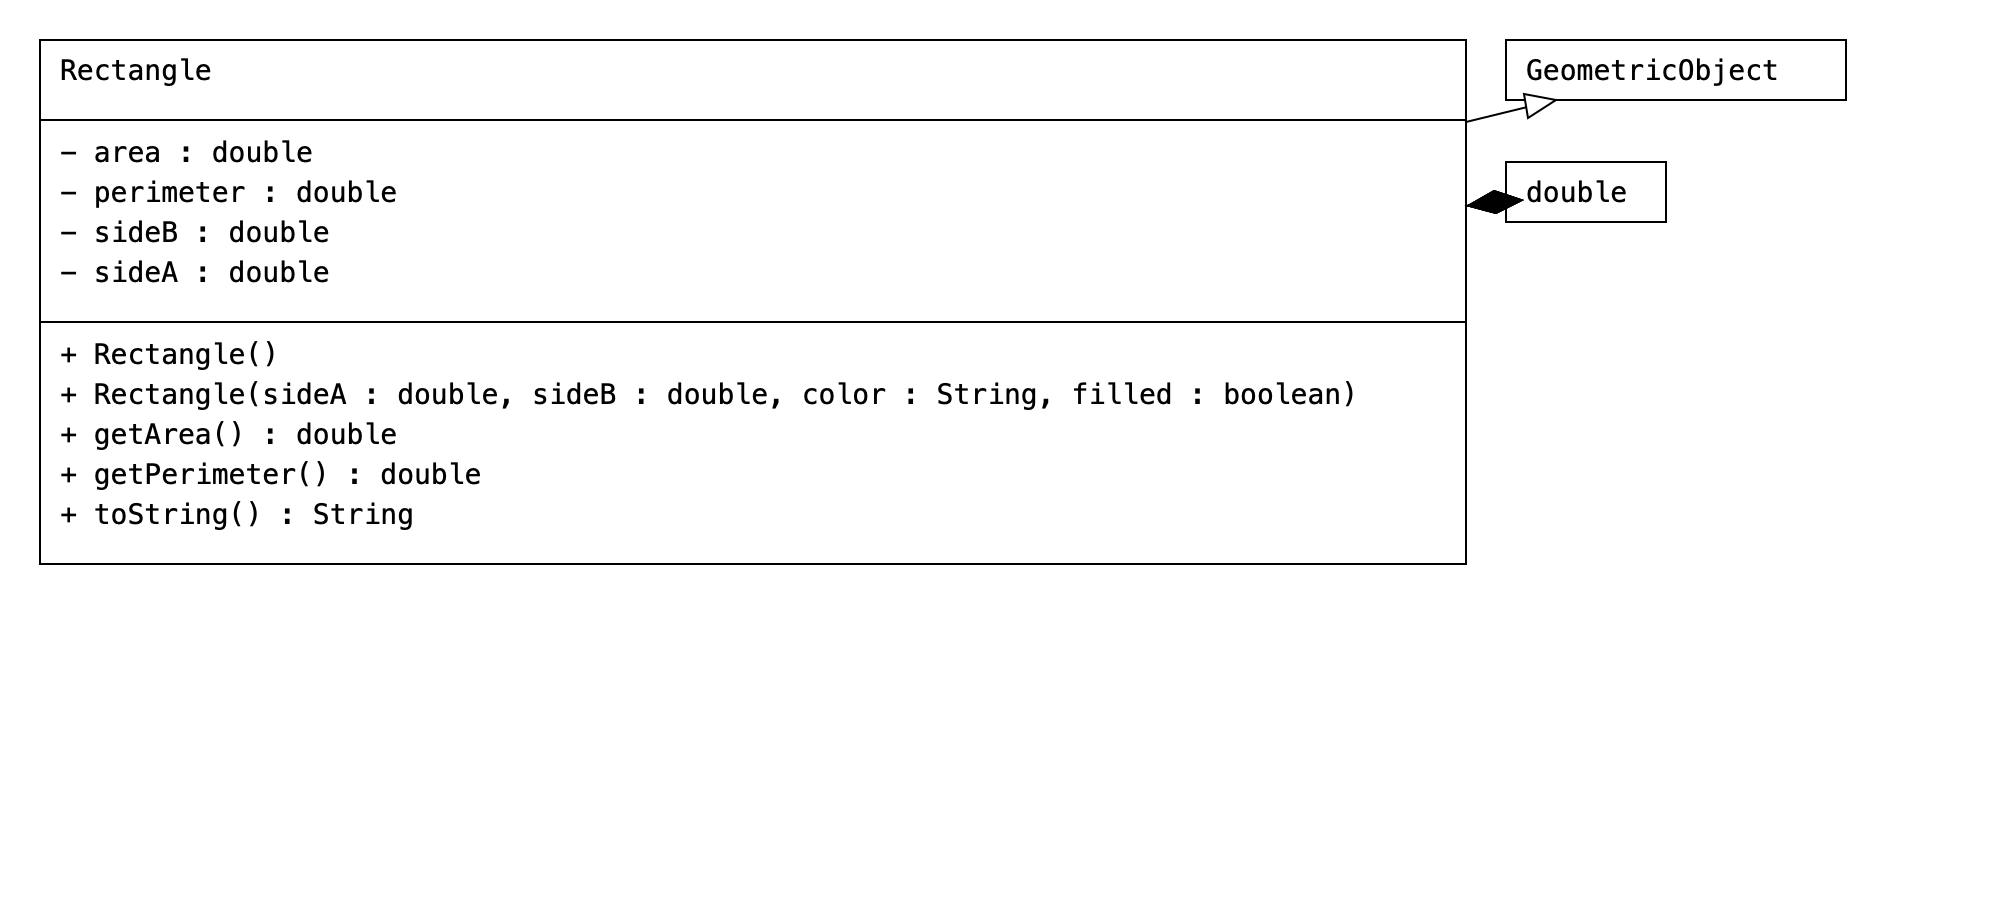 Rectangle
- area : double
- perimeter : double
- sideB : double
- sideA : double
+ Rectangle()
+ Rectangle(sideA : double, sideB : double, color : String, filled : boolean)
+ getArea() : double
+ getPerimeter() : double
+ toString() : String
GeometricObject
double